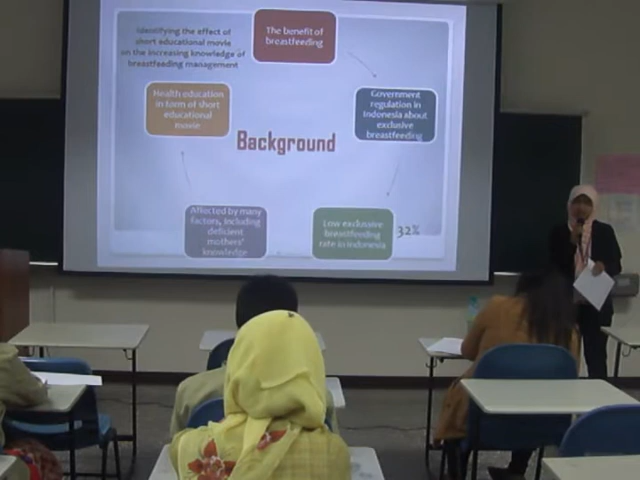 Identifying the effect of
short educational movie
on the increasing knowledge of
breastfeeding management
The benefit of
breastfeeding
Government
regulation in
Indonesia about
exclusive
breastfeeding
Low exclusive
breastfeeding
rate in Indonesia
32%
Affected by many
factors, including
deficient
mothers'
knowledge
Health education
in form of short
educational
movie
Background